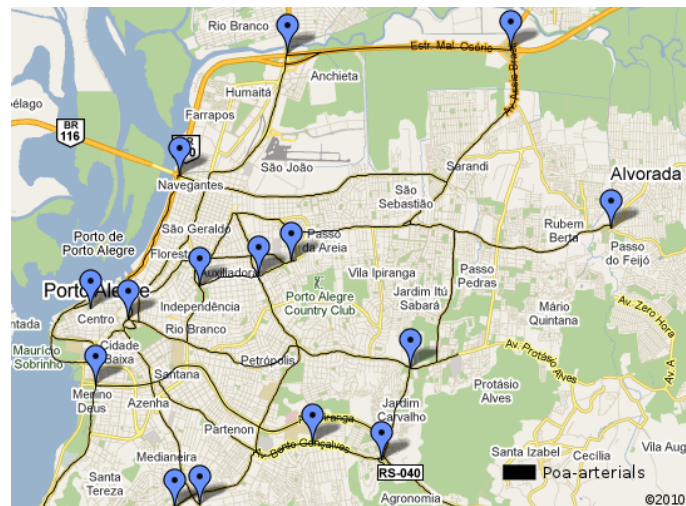 Rio Branco
Estr. Mal. Osório
Av. Assis Brasil
Anchieta
Humaitá
Farrapos
BR
116
São João
Sarandi
Navegantes
Alvorada
São
Sebastião
São Geraldo
Rubem
Berta
Passo
do Feijó
Porto de
Porto Alegre
Passo
da Areia
Auxiliadora
Vila Ipiranga
Passo
Pedras
Porto Alegre
Independência
Porto Alegre
Country Club
Jardim Itú
Sabará
Mário
Quintana
Av. Zero Hora
Centro
Rio Branco
Cidade
Baixa
Maurício
Sobrinho
Petrópolis
Av. Protásio Alves
Av. A
Santana
Menino
Deus
Azenha
Protásio
Alves
Jardim
Carvalho
Partenon
Av. Bento Gonçalves
Medianeira
Santa
Tereza
RS-040
Agronomia
Santa Izabel
Cecília
Vila Aug
Poa-arterials
©2010